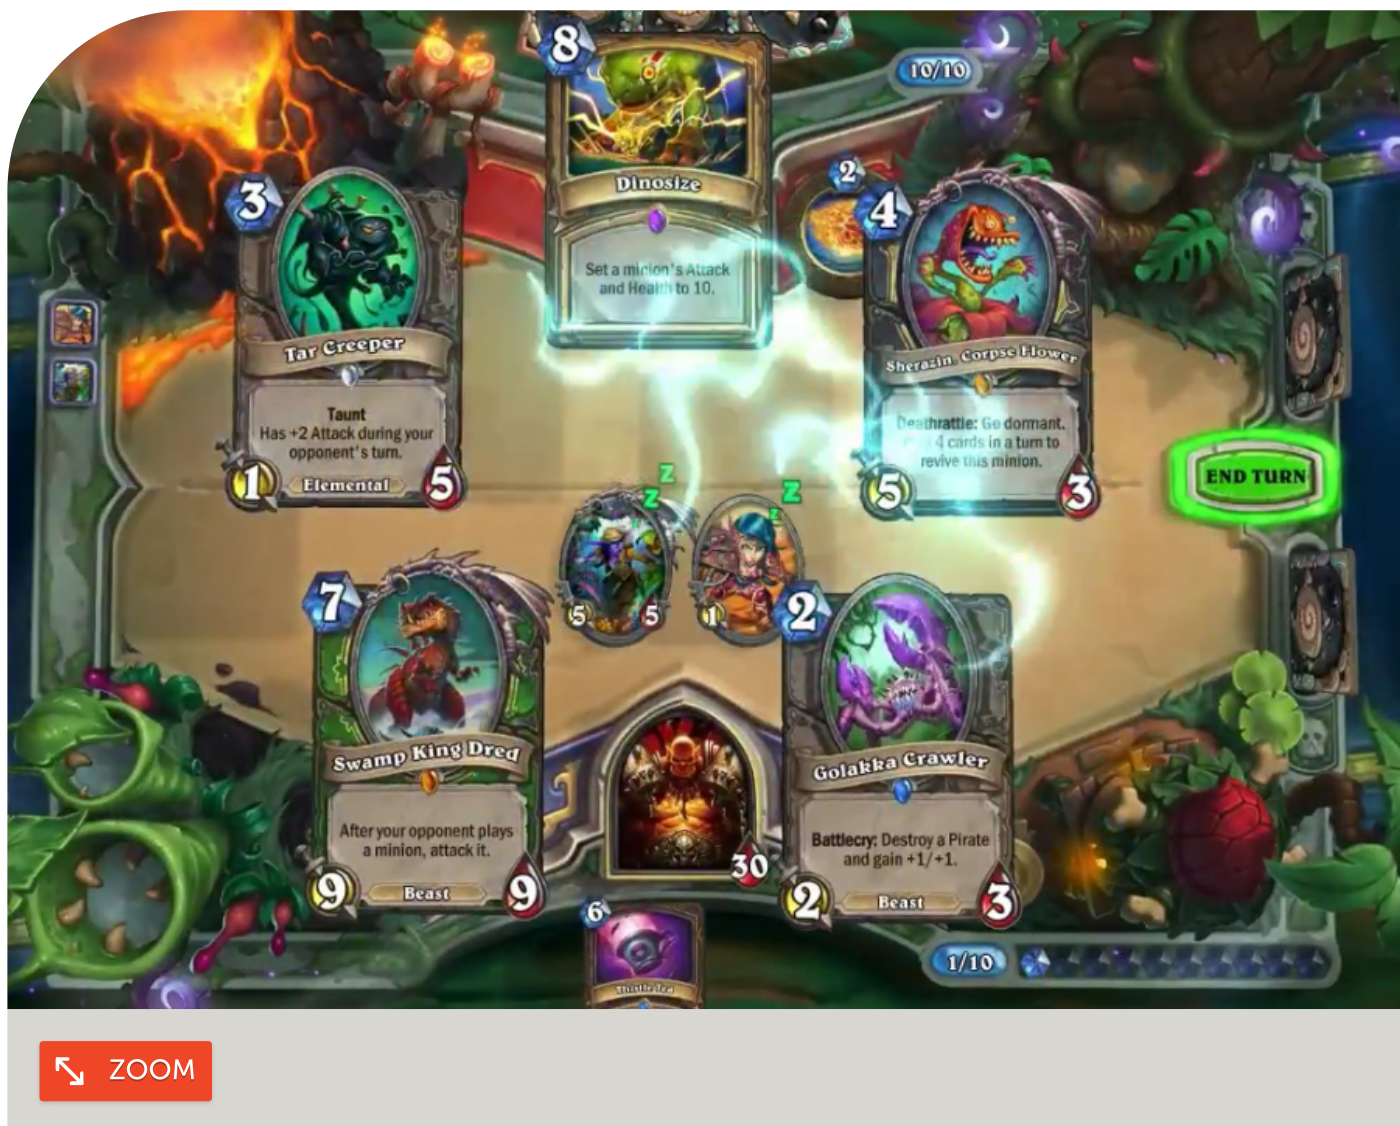 8
10/10
Dinosize
Set a minion's Attack
and Health to 10.
3
Tar Creeper
Taunt
Has +2 Attack during your
opponent's turn.
1
Elemental
5
2
4
Sherazin, Corpse Flower
Deathrattle: Go dormant.
4 cards in a turn to
revive this minion.
5
3
END TURN
Z
Z
Z
Z
5
5
1
7
Swamp King Dred
After your opponent plays
a minion, attack it.
9
Beast
9
2
Golakka Crawler
Battlecry: Destroy a Pirate
and gain +1/+1.
2
Beast
3
30
6
Thistle Tea
1/10
ZOOM